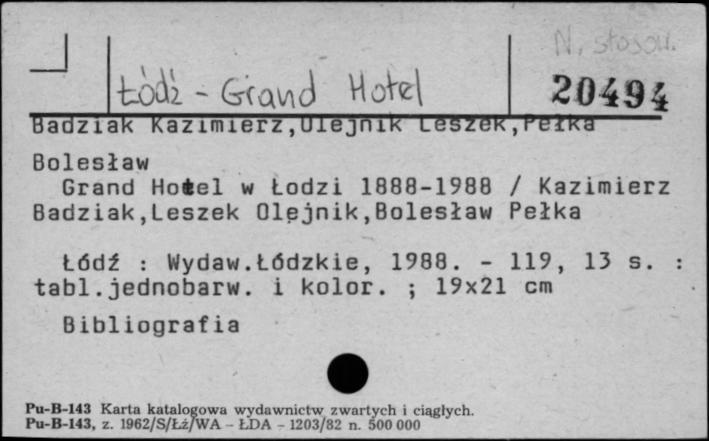 N. stosow.
Łódź - Grand Hotel
20494
Badziak Kazimierz,Olejnik Leszek,Pełka
Bolesław
Grand Hotel w Łodzi 1888-1988 / Kazimierz
Badziak,Leszek Olejnik,Bolesław Pełka
Łódź : Wydaw.Łódzkie, 1988. - 119, 13 s. :
tabl.jednobarw. i kolor. ; 19x21 cm
Bibliografia
Pu-B-143 Karta katalogowa wydawnictw zwartych i ciągłych.
Pu-B-143, z. 1962/S/Łź/WA - ŁDA - 1203/82 n. 500 000